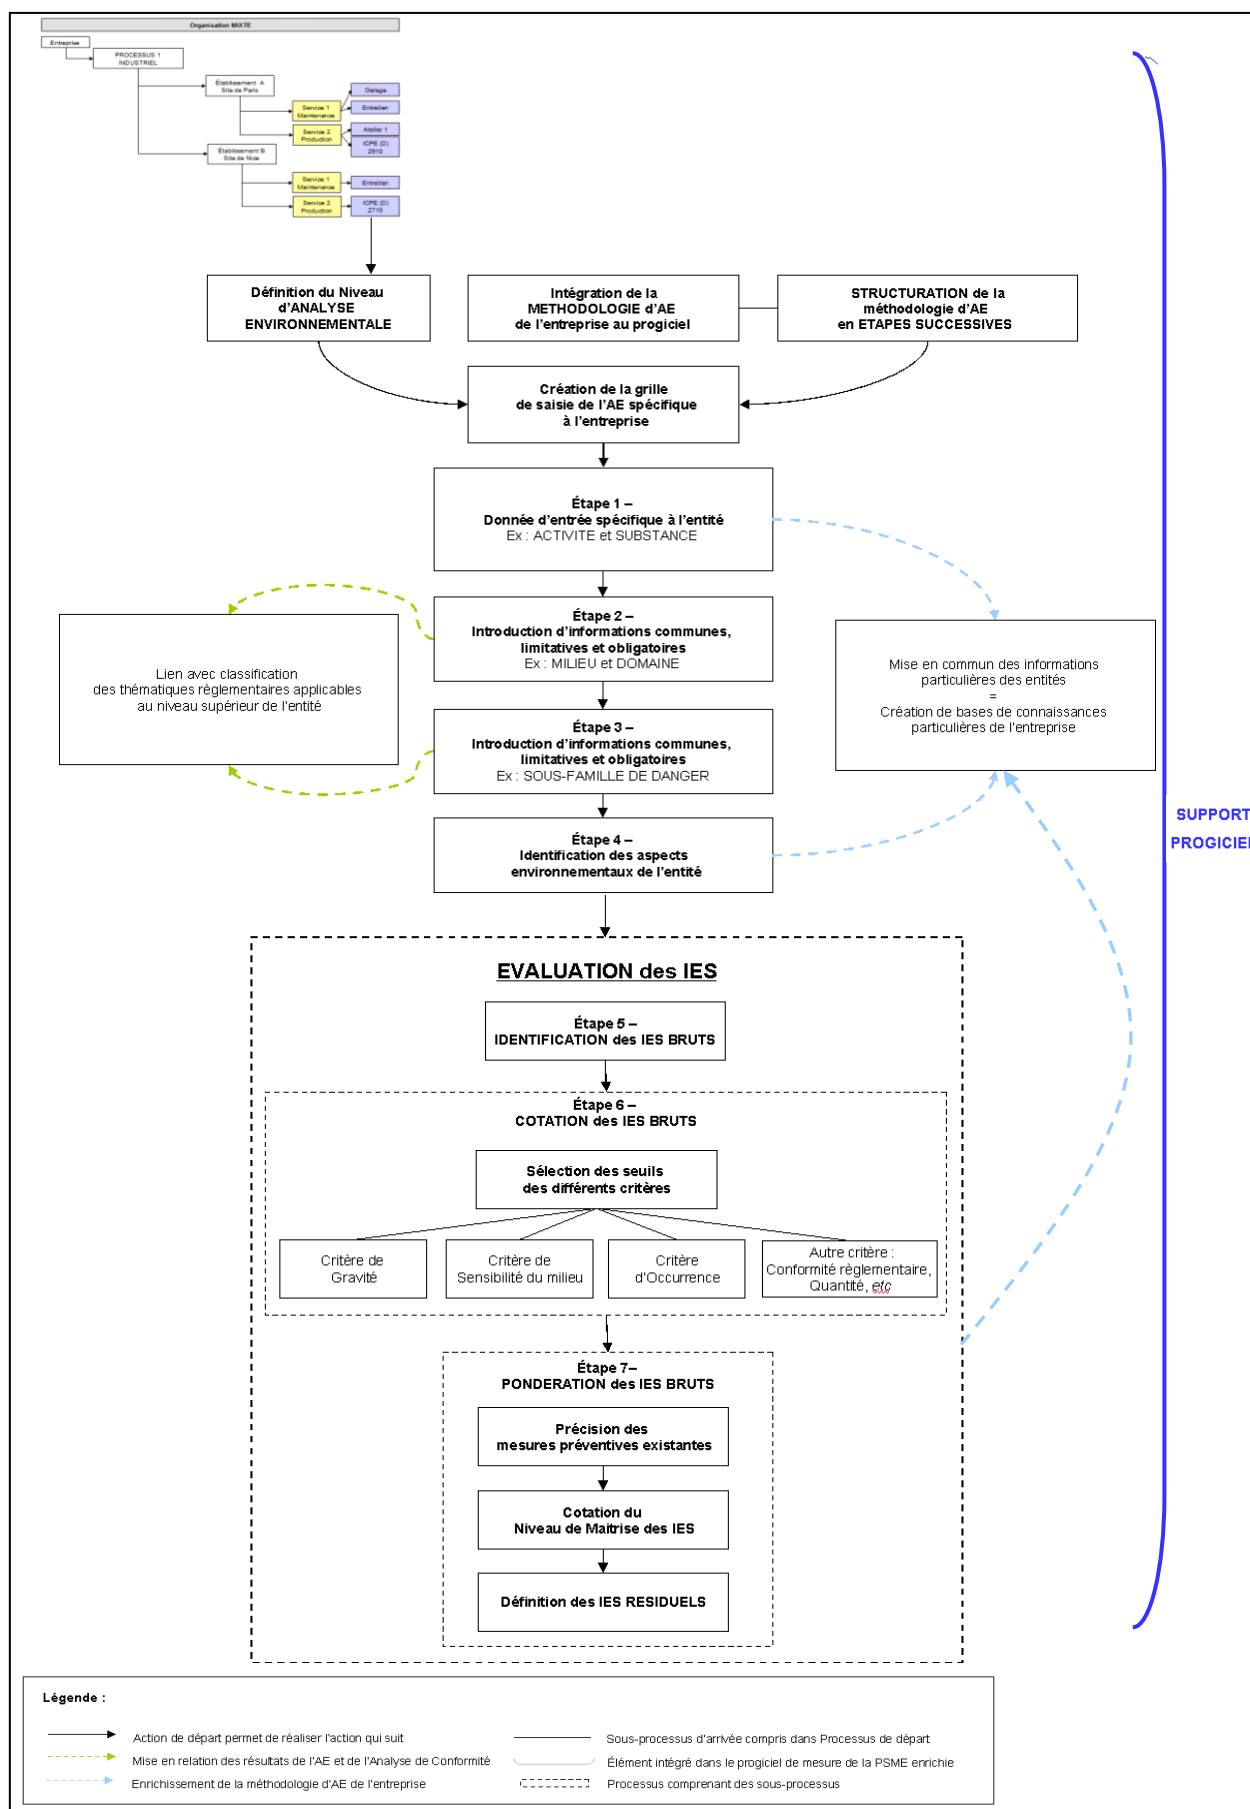 Organisation MIXTE
Entreprise
PROCESSUS 1
INDUSTRIEL
Établissement A
Site de Paris
Garage
Service 1
Maintenance
Entretien
Service 2
Production
Atelier 1
ICPE (D)
2910
Établissement B
Site de Nice
Service 1
Maintenance
Entretien
Service 2
Production
ICPE (D)
2710
Définition du Niveau
d'ANALYSE
ENVIRONNEMENTALE
Intégration de la
METHODOLOGIE d'AE
de l'entreprise au progiciel
STRUCTURATION de la
méthodologie d'AE
en ETAPES SUCCESSIVES
Création de la grille
de saisie de l'AE spécifique
à l'entreprise
Étape 1 –
Donnée d'entrée spécifique à l'entité
Ex : ACTIVITE et SUBSTANCE
Étape 2 –
Introduction d'informations communes,
limitatives et obligatoires
Ex : MILIEU et DOMAINE
Lien avec classification
des thématiques règlementaires applicables
au niveau supérieur de l'entité
Mise en commun des informations
particulières des entités
=
Création de bases de connaissances
particulières de l'entreprise
Étape 3 –
Introduction d'informations communes,
limitatives et obligatoires
Ex : SOUS-FAMILLE DE DANGER
SUPPORT
PROGICIEL
Étape 4 –
Identification des aspects
environnementaux de l'entité
EVALUATION des IES
Étape 5 –
IDENTIFICATION des IES BRUTS
Étape 6 –
COTATION des IES BRUTS
Sélection des seuils
des différents critères
Critère de
Gravité
Critère de
Sensibilité du milieu
Critère
d'Occurrence
Autre critère :
Conformité règlementaire,
Quantité, etc
Étape 7–
PONDERATION des IES BRUTS
Précision des
mesures préventives existantes
Cotation du
Niveau de Maitrise des IES
Définition des IES RESIDUELS
Légende :
Action de départ permet de réaliser l'action qui suit
Mise en relation des résultats de l'AE et de l'Analyse de Conformité
Enrichissement de la méthodologie d'AE de l'entreprise
Sous-processus d'arrivée compris dans Processus de départ
Élément intégré dans le progiciel de mesure de la PSME enrichie
Processus comprenant des sous-processus